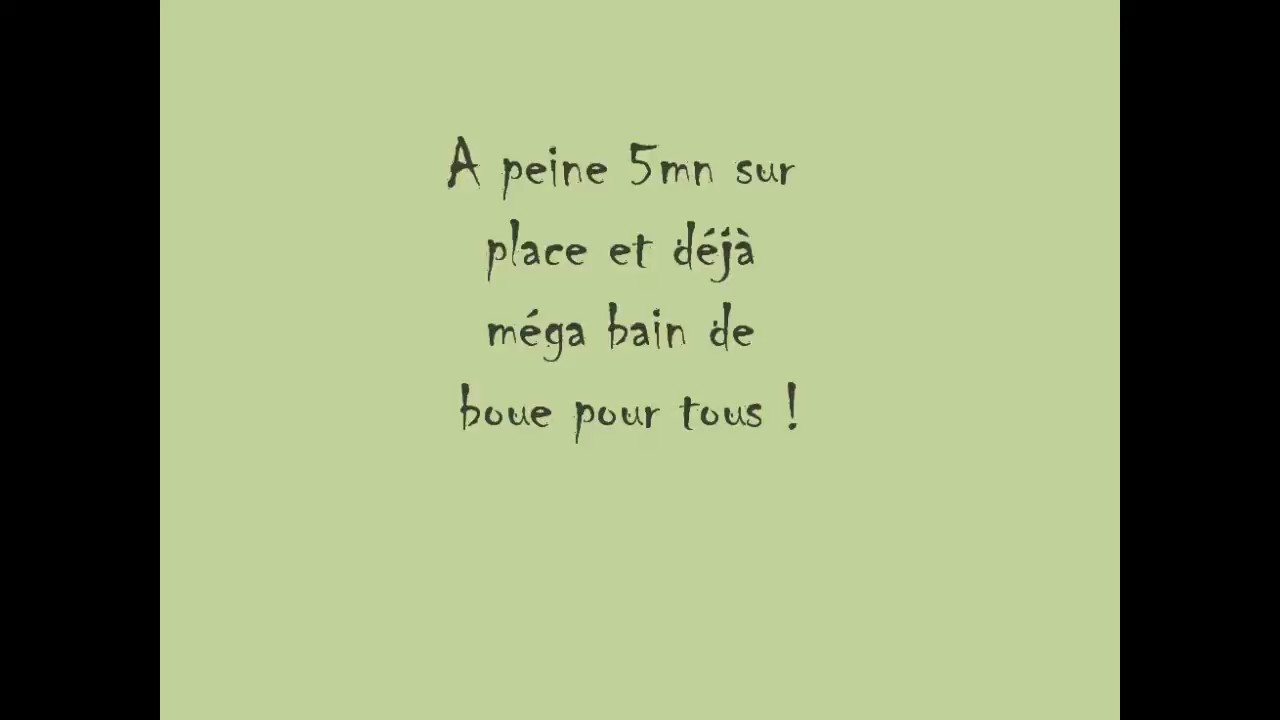 A peine 5mn sur
place et déjà
méga bain de
boue pour tous !